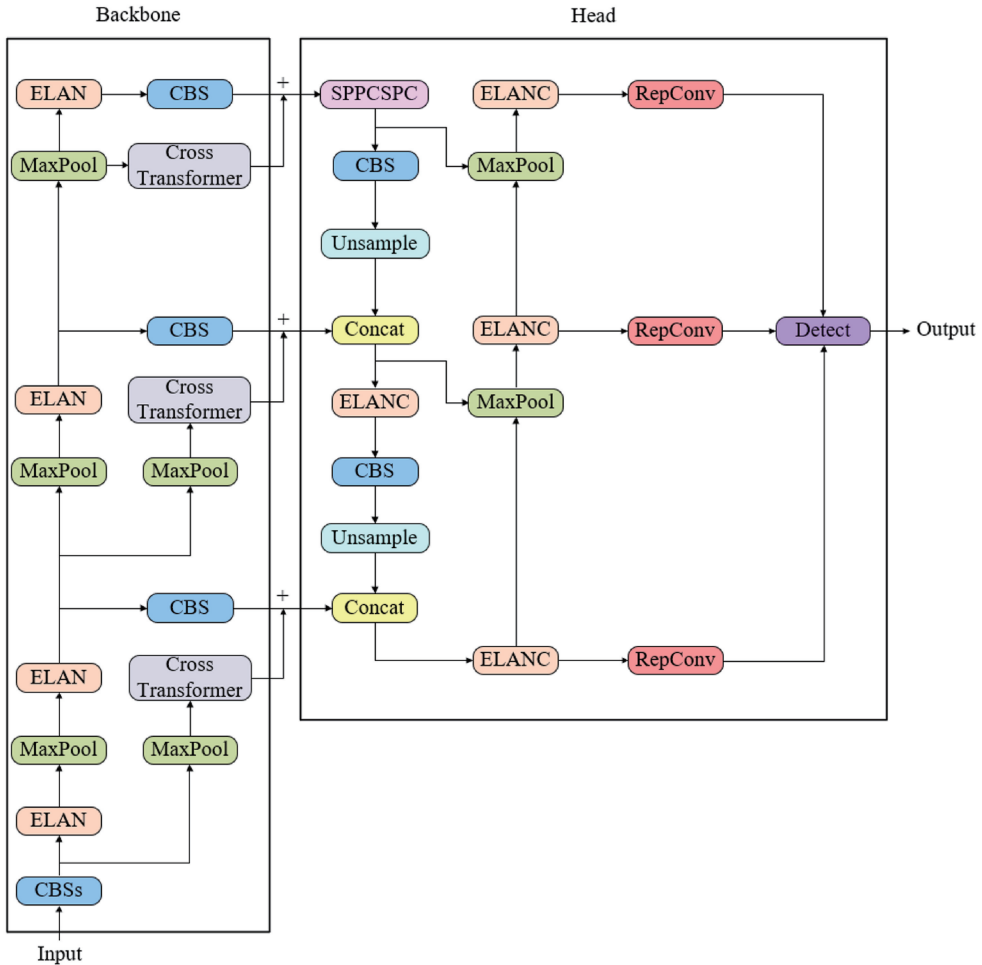 Backbone
Head
ELAN
CBS
+
SPPCSPC
ELANC
RepConv
MaxPool
Cross
Transformer
CBS
MaxPool
Unsample
CBS
+
Concat
ELANC
RepConv
Detect
Output
ELAN
Cross
Transformer
ELANC
MaxPool
MaxPool
MaxPool
CBS
Unsample
CBS
+
Concat
ELAN
Cross
Transformer
ELANC
RepConv
MaxPool
MaxPool
ELAN
CBSs
Input